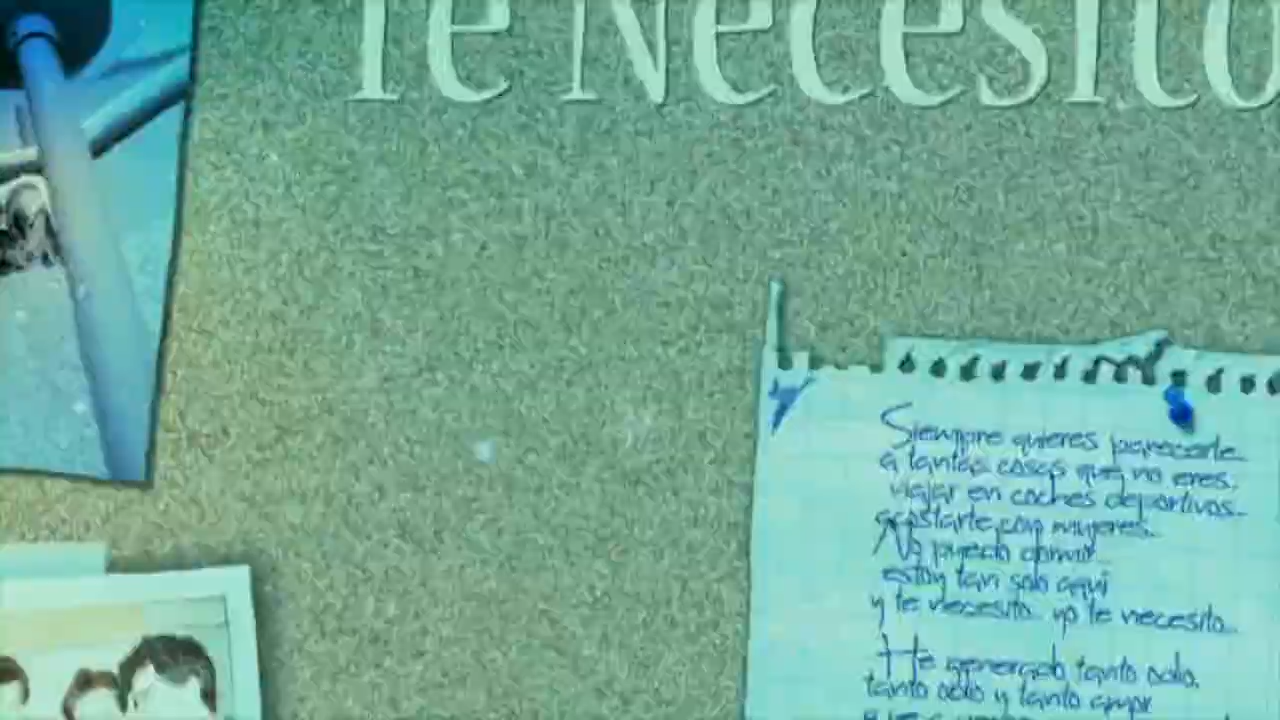 Te Necesito
Siempre quieres parecerte
a tantas cosas que no eres.
viajar en coches deportivos
acostarte con mujeres.
No puedo dormir
estoy tan solo aquí
y te necesito yo te necesito..
He generado tanto odio,
tanto odio y tanto amor